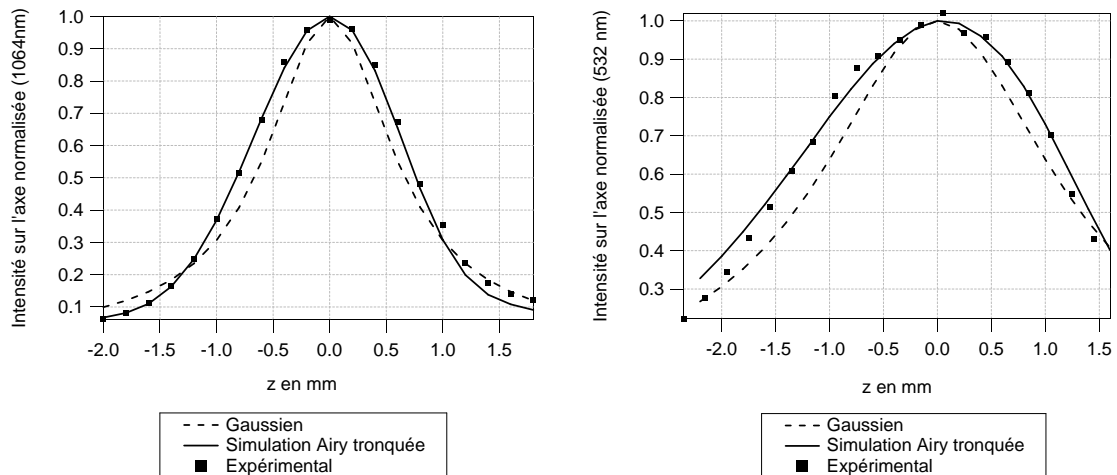 Intensité sur l'axe normalisée (1064nm)
1.0
0.9
0.8
0.7
0.6
0.5
0.4
0.3
0.2
0.1
-2.0 -1.5 -1.0 -0.5 0.0 0.5 1.0 1.5
z en mm
Gaussien
Simulation Airy tronquée
Expérimental
Intensité sur l'axe normalisée (532 nm)
1.0
0.9
0.8
0.7
0.6
0.5
0.4
0.3
-2.0 -1.5 -1.0 -0.5 0.0 0.5 1.0 1.5
z en mm
Gaussien
Simulation Airy tronquée
Expérimental